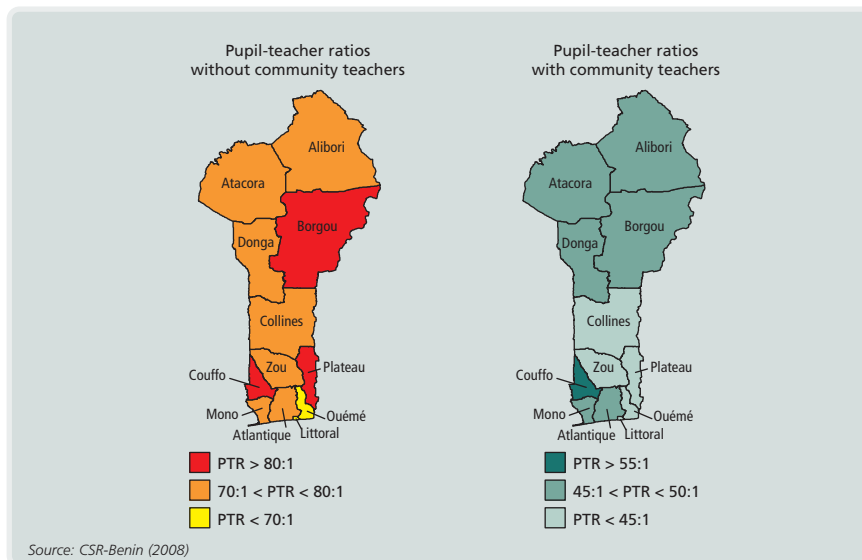 Pupil-teacher ratios
without community teachers
Alibori
Atacora
Borgou
Donga
Collines
Zou
Plateau
Couffo
Mono
Ouémé
Littoral
Atlantique
PTR > 80:1
70:1 < PTR < 80:1
PTR < 70:1
Pupil-teacher ratios
with community teachers
Alibori
Atacora
Borgou
Donga
Collines
Zou
Plateau
Couffo
Mono
Ouémé
Littoral
Atlantique
PTR > 55:1
45:1 < PTR < 50:1
PTR < 45:1
Source: CSR-Benin (2008)